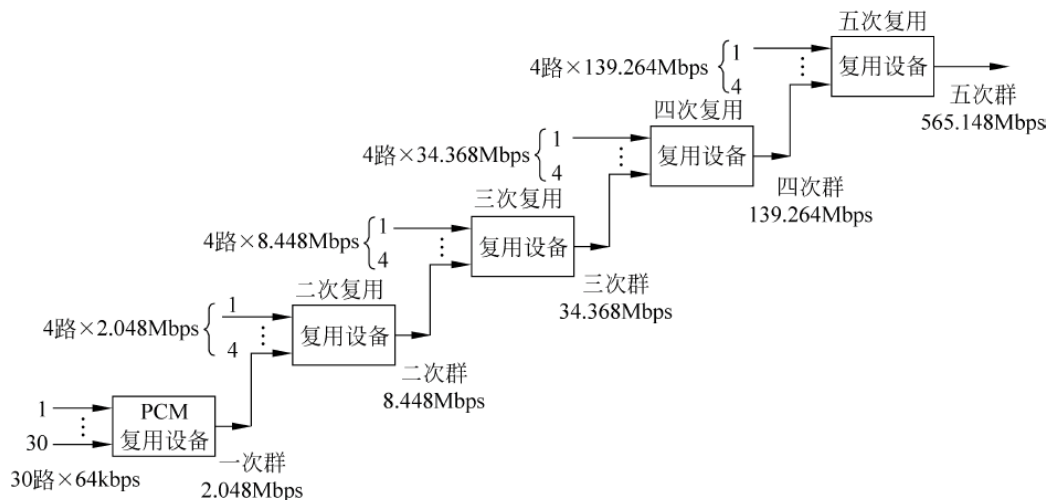 五次复用
4路×139.264Mbps
1
4
复用设备
五次群
565.148Mbps
四次复用
4路×34.368Mbps
1
4
复用设备
四次群
139.264Mbps
三次复用
4路×8.448Mbps
1
4
复用设备
三次群
34.368Mbps
二次复用
4路×2.048Mbps
1
4
复用设备
二次群
8.448Mbps
1
30
PCM
复用设备
30路×64kbps
一次群
2.048Mbps